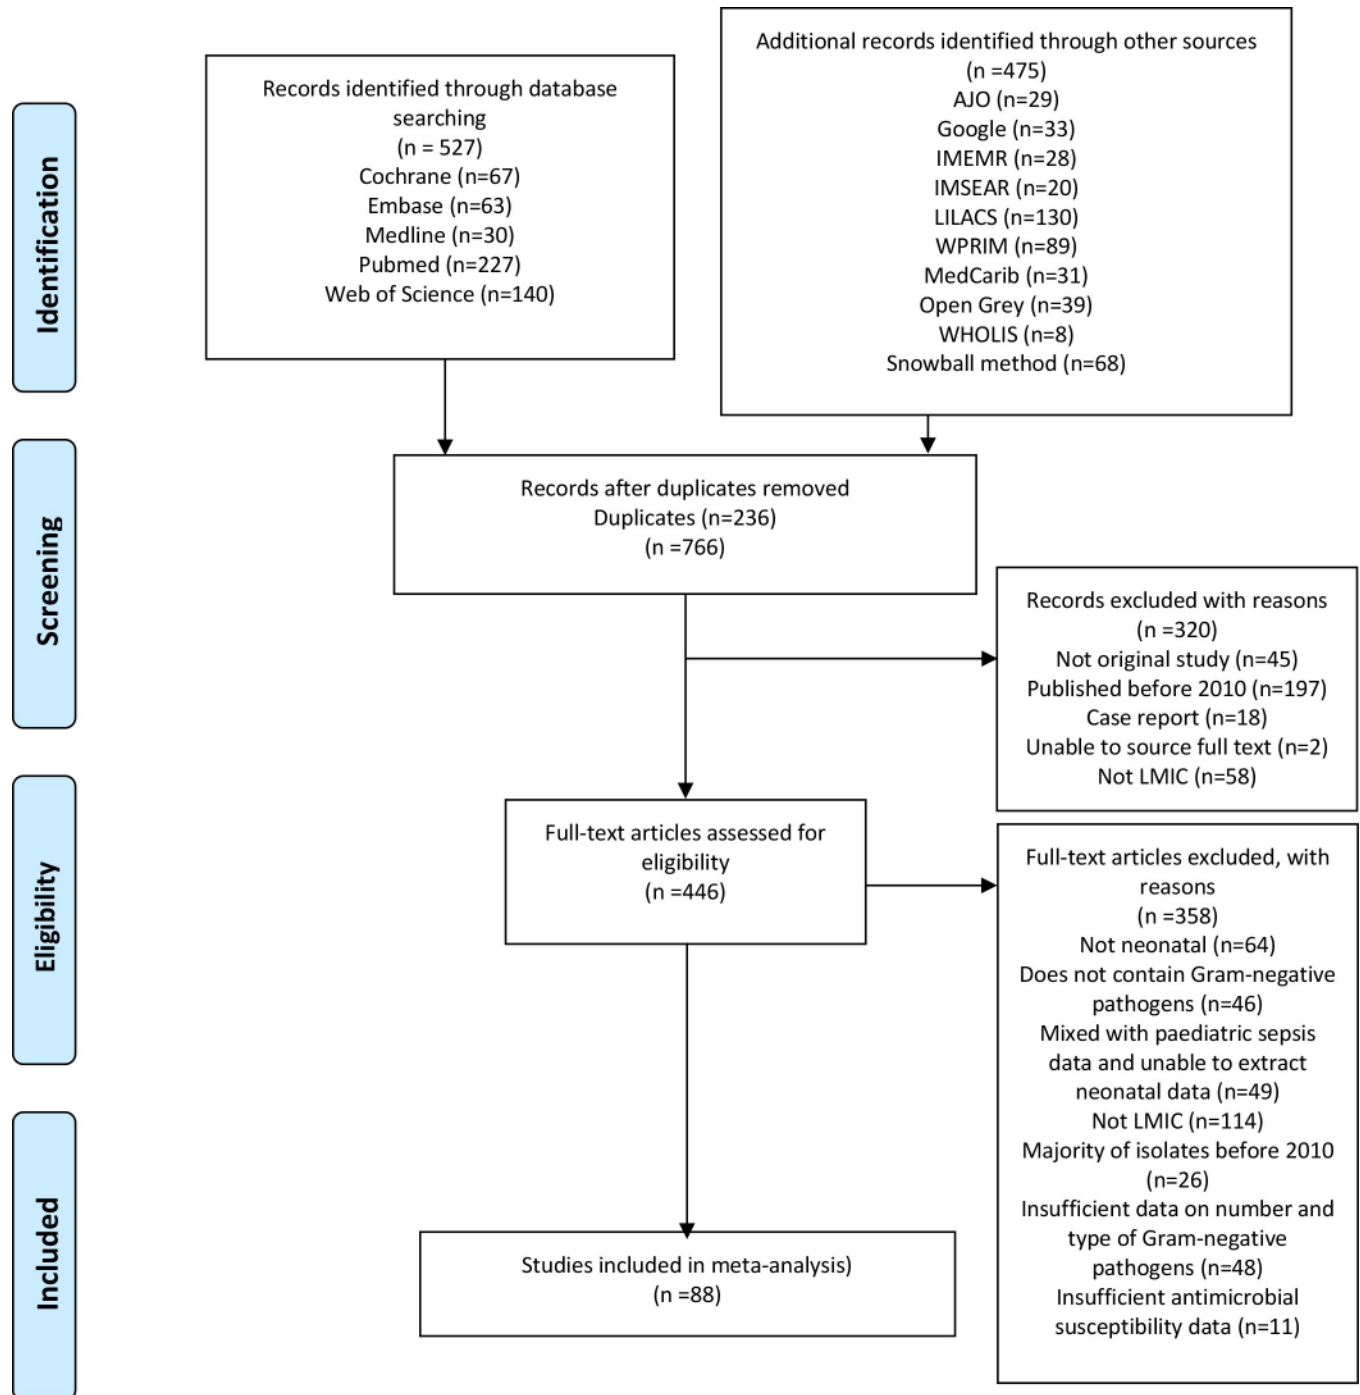 Identification
Records identified through database
searching
(n = 527)
Cochrane (n=67)
Embase (n=63)
Medline (n=30)
Pubmed (n=227)
Web of Science (n=140)
Additional records identified through other sources
(n =475)
AJO (n=29)
Google (n=33)
IMEMR (n=28)
IMSEAR (n=20)
LILACS (n=130)
WPRIM (n=89)
MedCarib (n=31)
Open Grey (n=39)
WHOLIS (n=8)
Snowball method (n=68)
Screening
Records after duplicates removed
Duplicates (n=236)
(n =766)
Records excluded with reasons
(n =320)
Not original study (n=45)
Published before 2010 (n=197)
Case report (n=18)
Unable to source full text (n=2)
Not LMIC (n=58)
Eligibility
Full-text articles assessed for
eligibility
(n =446)
Full-text articles excluded, with
reasons
(n =358)
Not neonatal (n=64)
Does not contain Gram-negative
pathogens (n=46)
Mixed with paediatric sepsis
data and unable to extract
neonatal data (n=49)
Not LMIC (n=114)
Majority of isolates before 2010
(n=26)
Insufficient data on number and
type of Gram-negative
pathogens (n=48)
Insufficient antimicrobial
susceptibility data (n=11)
Included
Studies included in meta-analysis)
(n =88)